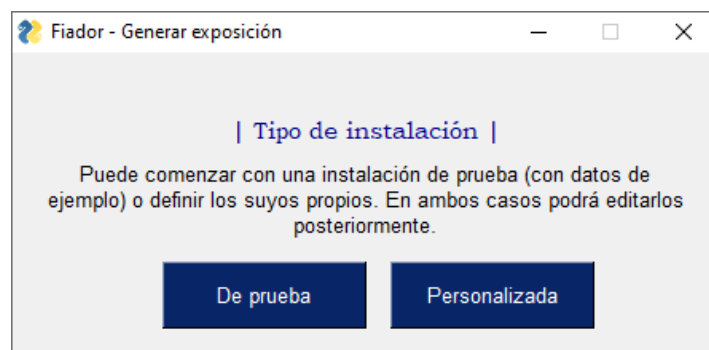 Fiador - Generar exposición
| Tipo de instalación |
Puede comenzar con una instalación de prueba (con datos de
ejemplo) o definir los suyos propios. En ambos casos podrá editarlos
posteriormente.
De prueba
Personalizada